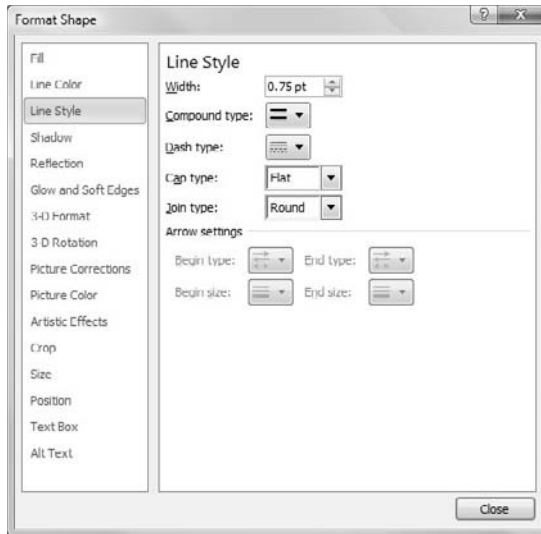 Format Shape
Fill
Line Color
Line Style
Shadow
Reflection
Glow and Soft Edges
3-D Format
3-D Rotation
Picture Corrections
Picture Color
Artistic Effects
Crop
Size
Position
Text Box
Alt Text
Line Style
Width: 0.75 pt
Compound type:
Dash type:
Cap type: Flat
Join type: Round
Arrow settings
Begin type: End type:
Begin size: End size:
Close